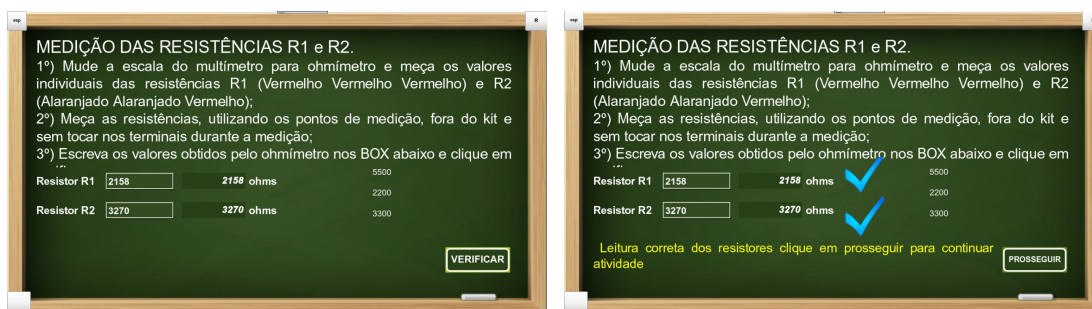 esp
R
MEDIÇÃO DAS RESISTÊNCIAS R1 e R2.
1º) Mude a escala do multímetro para ohmímetro e meça os valores
individuais das resistências R1 (Vermelho Vermelho Vermelho) e R2
(Alaranjado Alaranjado Vermelho);
2º) Meça as resistências, utilizando os pontos de medição, fora do kit e
sem tocar nos terminais durante a medição;
3º) Escreva os valores obtidos pelo ohmímetro nos BOX abaixo e clique em
5500
Resistor R1 2158 2158 ohms
2200
Resistor R2 3270 3270 ohms
3300
VERIFICAR
esp
MEDIÇÃO DAS RESISTÊNCIAS R1 e R2.
1º) Mude a escala do multímetro para ohmímetro e meça os valores
individuais das resistências R1 (Vermelho Vermelho Vermelho) e R2
(Alaranjado Alaranjado Vermelho);
2º) Meça as resistências, utilizando os pontos de medição, fora do kit e
sem tocar nos terminais durante a medição;
3º) Escreva os valores obtidos pelo ohmímetro nos BOX abaixo e clique em
5500
Resistor R1 2158 2158 ohms
2200
Resistor R2 3270 3270 ohms
3300
Leitura correta dos resistores clique em prosseguir para continuar
atividade
PROSSEGUIR